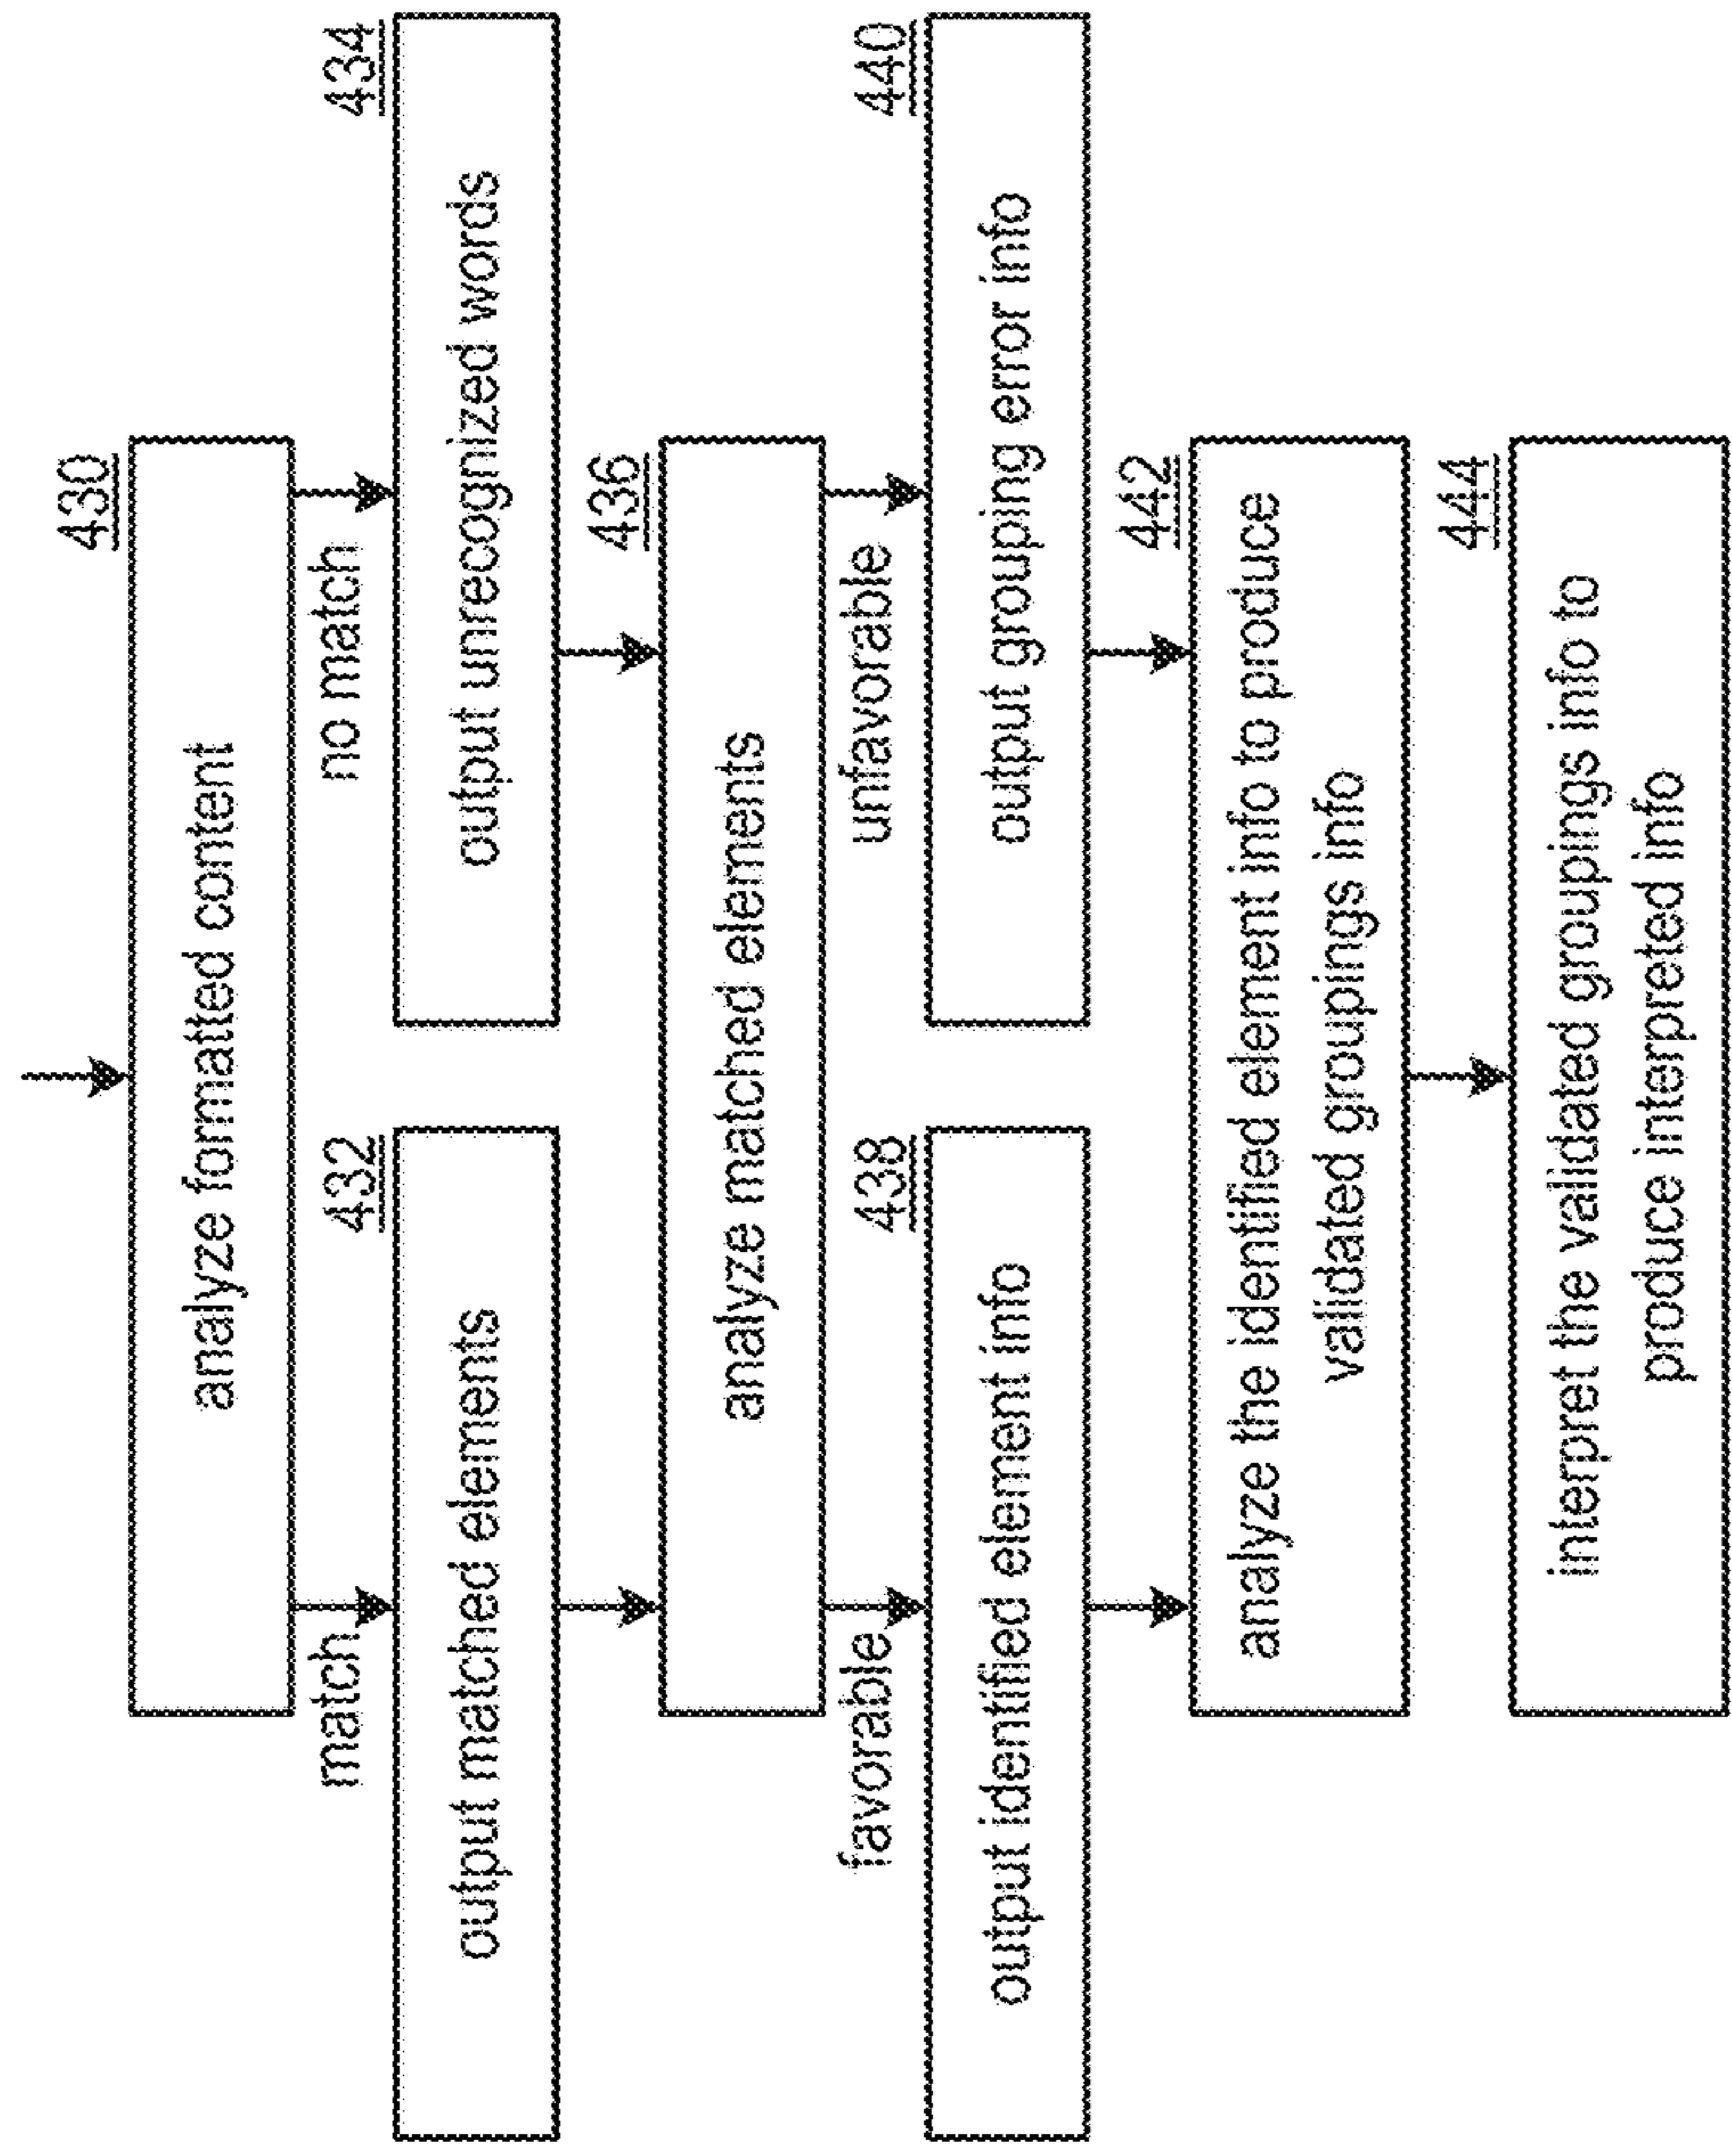 430
analyze formatted content
match
no match
432
434
output matched elements
output unrecognized words
436
analyze matched elements
favorable
unfavorable
438
440
output identified element info
output grouping error info
442
analyze the identified element info to produce
validated groupings info
444
interpret the validated groupings info to
produce interpreted info